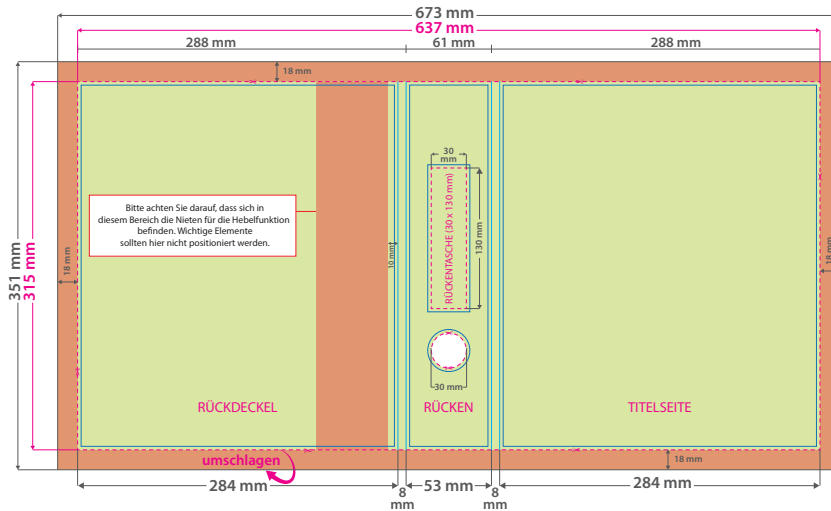 673 mm
637 mm
288 mm
61 mm
288 mm
18 mm
30
mm
Bitte achten Sie darauf, dass sich in
diesem Bereich die Nieten für die Hebelfunktion
befinden. Wichtige Elemente
sollten hier nicht positioniert werden.
RÜCKENTASCHE (30 x 130 mm)
130 mm
10 mm
351 mm
315 mm
18 mm
18 mm
30 mm
RÜCKDECKEL
RÜCKEN
TITELSEITE
umschlagen
18 mm
284 mm
8
mm
53 mm
8
mm
284 mm